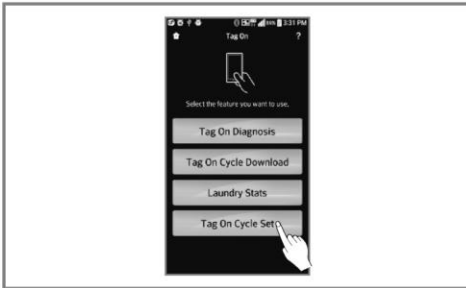 3:31 PM
Tag On
?
Select the feature you want to use.
Tag On Diagnosis
Tag On Cycle Download
Laundry Stats
Tag On Cycle Set